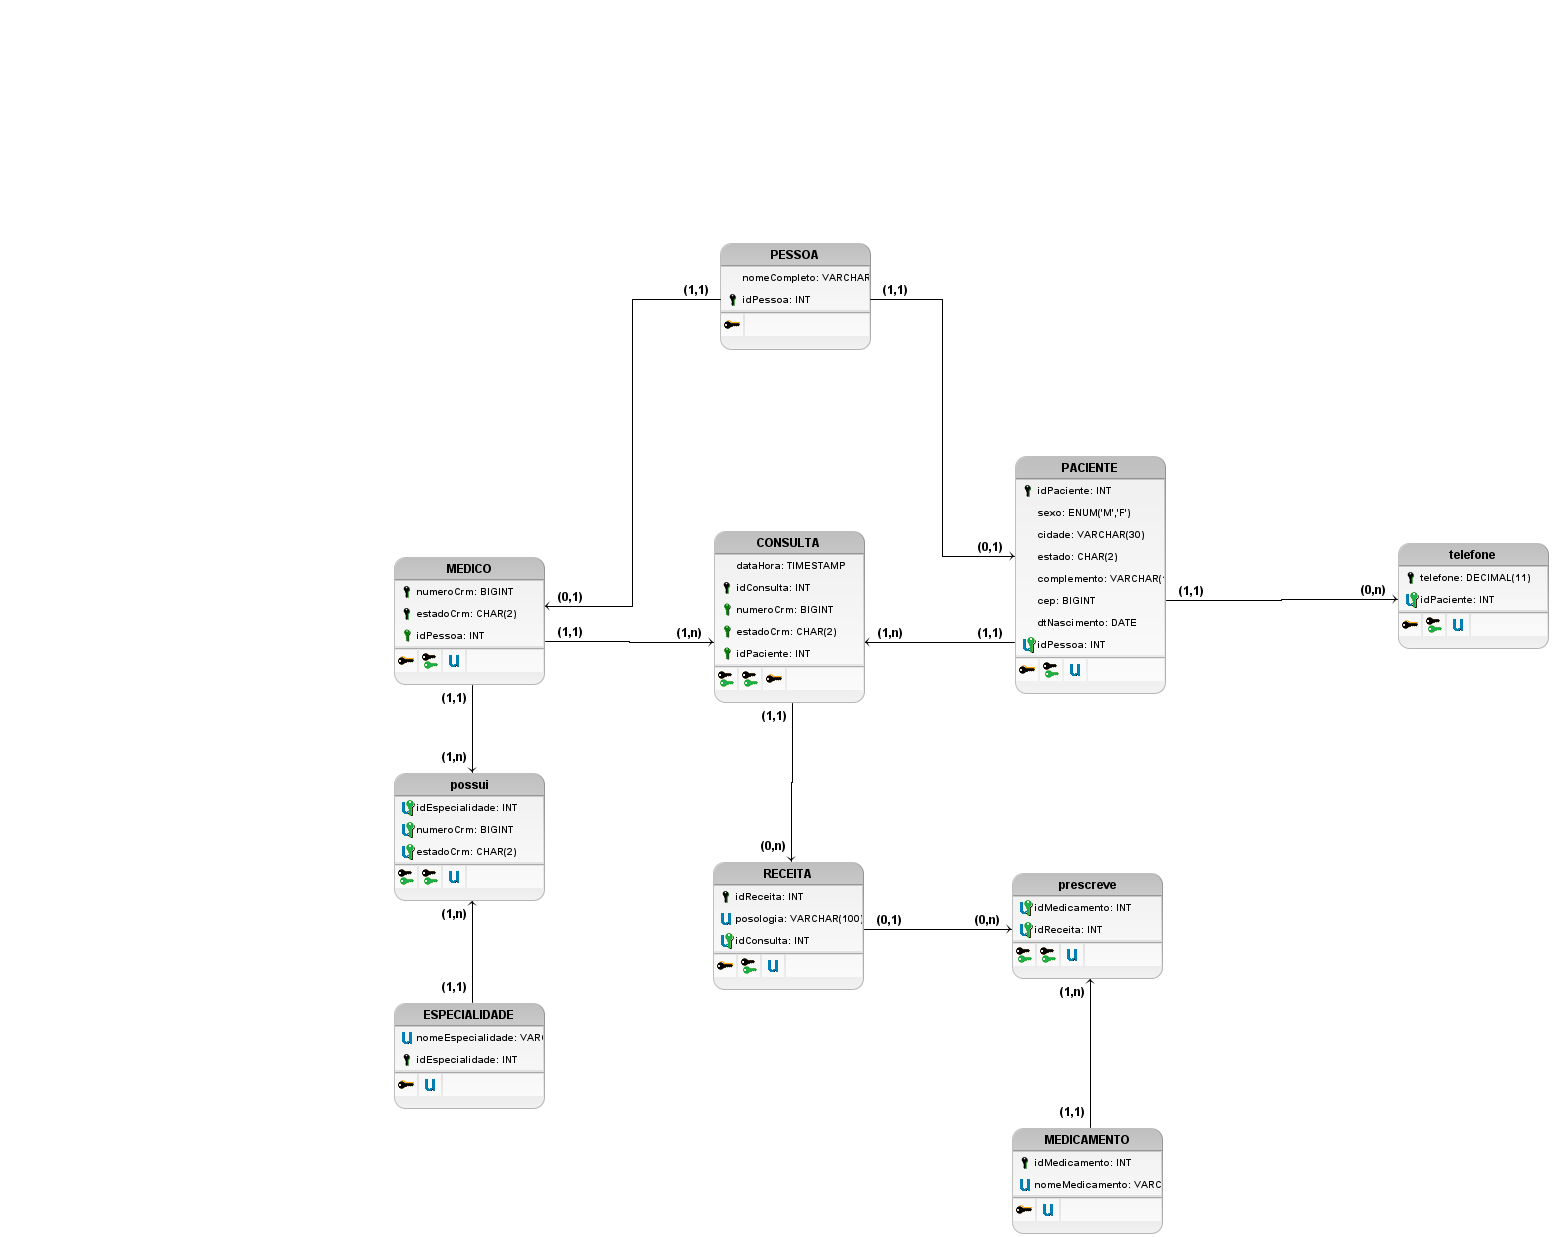 PESSOA
nomeCompleto: VARCHAR
idPessoa: INT
(1,1)
(1,1)
PACIENTE
idPaciente: INT
sexo: ENUM('M','F')
cidade: VARCHAR(30)
estado: CHAR(2)
complemento: VARCHAR(
cep: BIGINT
dtNascimento: DATE
idPessoa: INT
(0,1)
(1,1)
(1,1)
(0,n)
telefone
telefone: DECIMAL(11)
idPaciente: INT
u
u
CONSULTA
dataHora: TIMESTAMP
idConsulta: INT
numeroCrm: BIGINT
estadoCrm: CHAR(2)
idPaciente: INT
(1,n)
(1,n)
(1,1)
MEDICO
numeroCrm: BIGINT
estadoCrm: CHAR(2)
idPessoa: INT
u
(0,1)
(1,1)
(1,1)
(1,n)
possui
idEspecialidade: INT
numeroCrm: BIGINT
estadoCrm: CHAR(2)
u
(1,n)
(1,1)
ESPECIALIDADE
u nomeEspecialidade: VAR
idEspecialidade: INT
u
(0,n)
RECEITA
idReceita: INT
u posologia: VARCHAR(100)
idConsulta: INT
u
(0,1)
(0,n)
prescreve
idMedicamento: INT
idReceita: INT
u
(1,n)
(1,1)
MEDICAMENTO
idMedicamento: INT
u nomeMedicamento: VARC
u